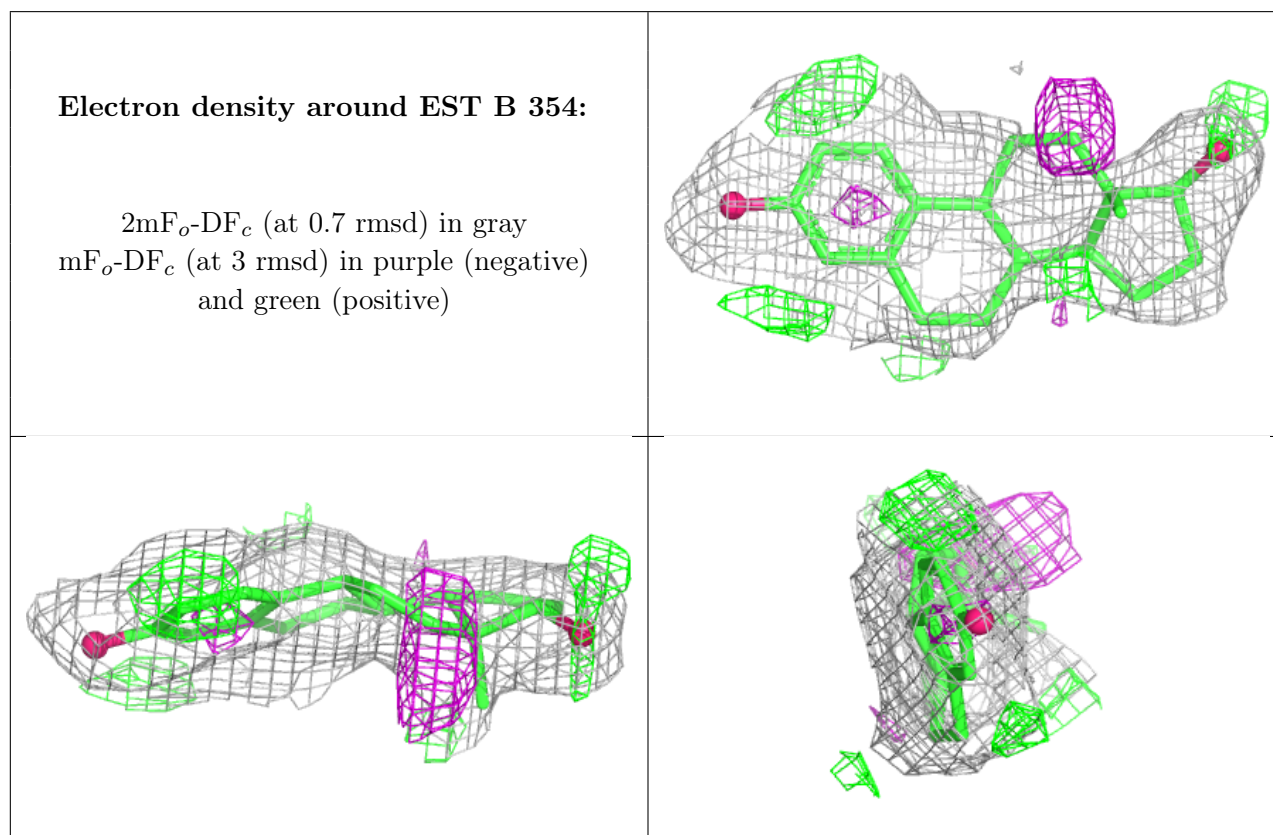 Electron density around EST B 354:
2mFo-DFc (at 0.7 rmsd) in gray
mFo-DFc (at 3 rmsd) in purple (negative)
and green (positive)